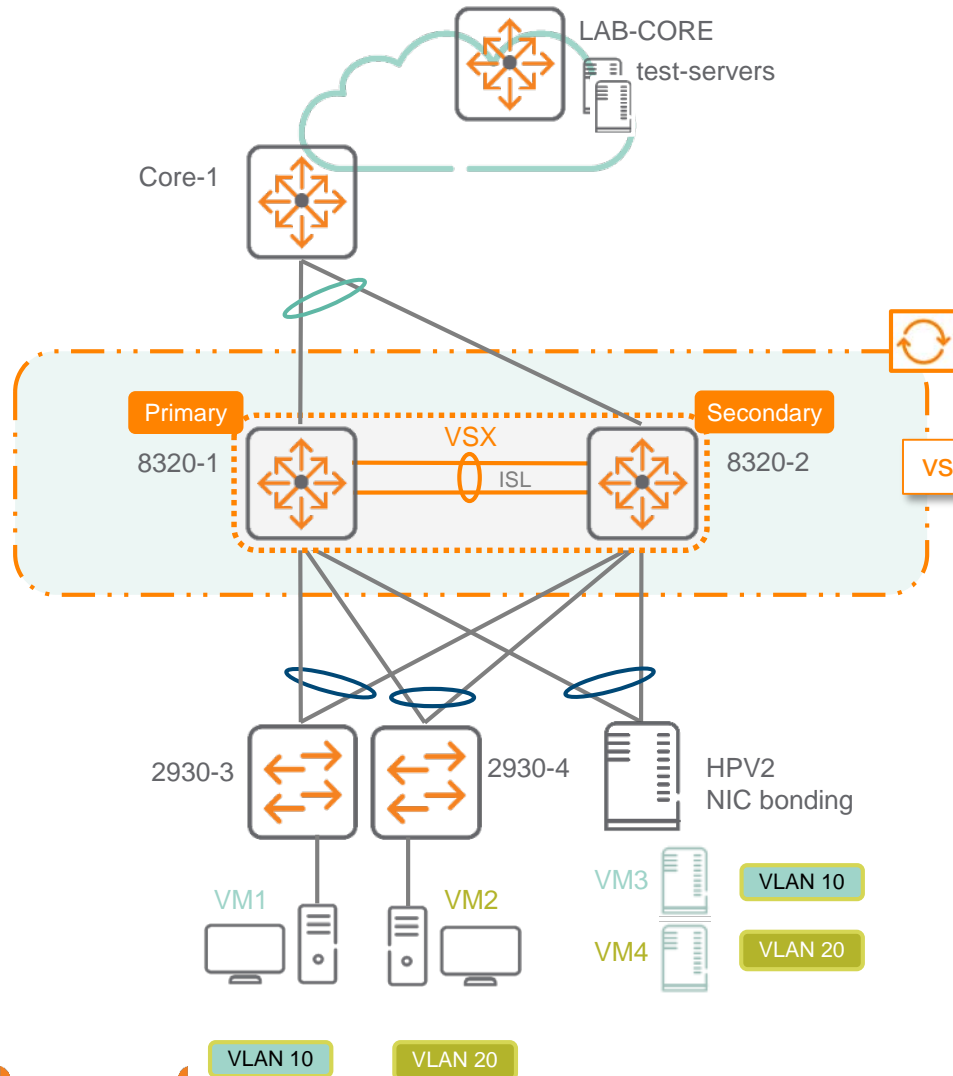 LAB-CORE
test-servers
Core-1
Primary
Secondary
VSX
8320-1
ISL
8320-2
VS
2930-3
2930-4
HPV2
NIC bonding
VM1
VM2
VM3
VLAN 10
VM4
VLAN 20
VLAN 10
VLAN 20